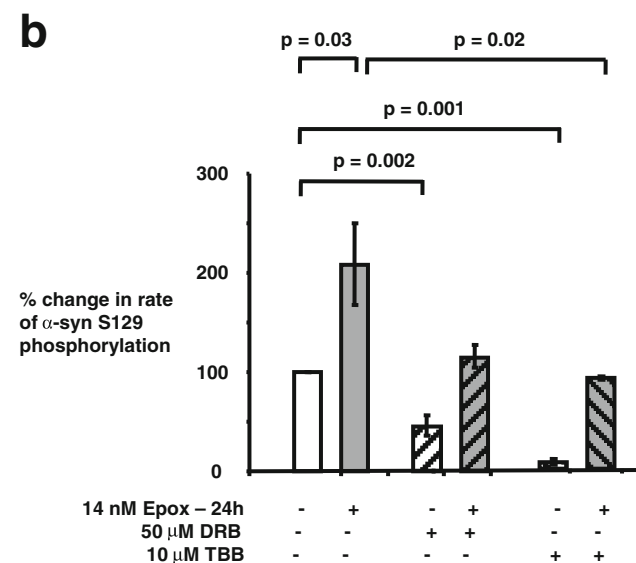 b
p = 0.03
p = 0.02
p = 0.001
p = 0.002
300
200
% change in rate
of α-syn S129
phosphorylation
100
0
14 nM Epox – 24h - + - + - +
50 μM DRB - - + + - -
10 μM TBB - - - - + +